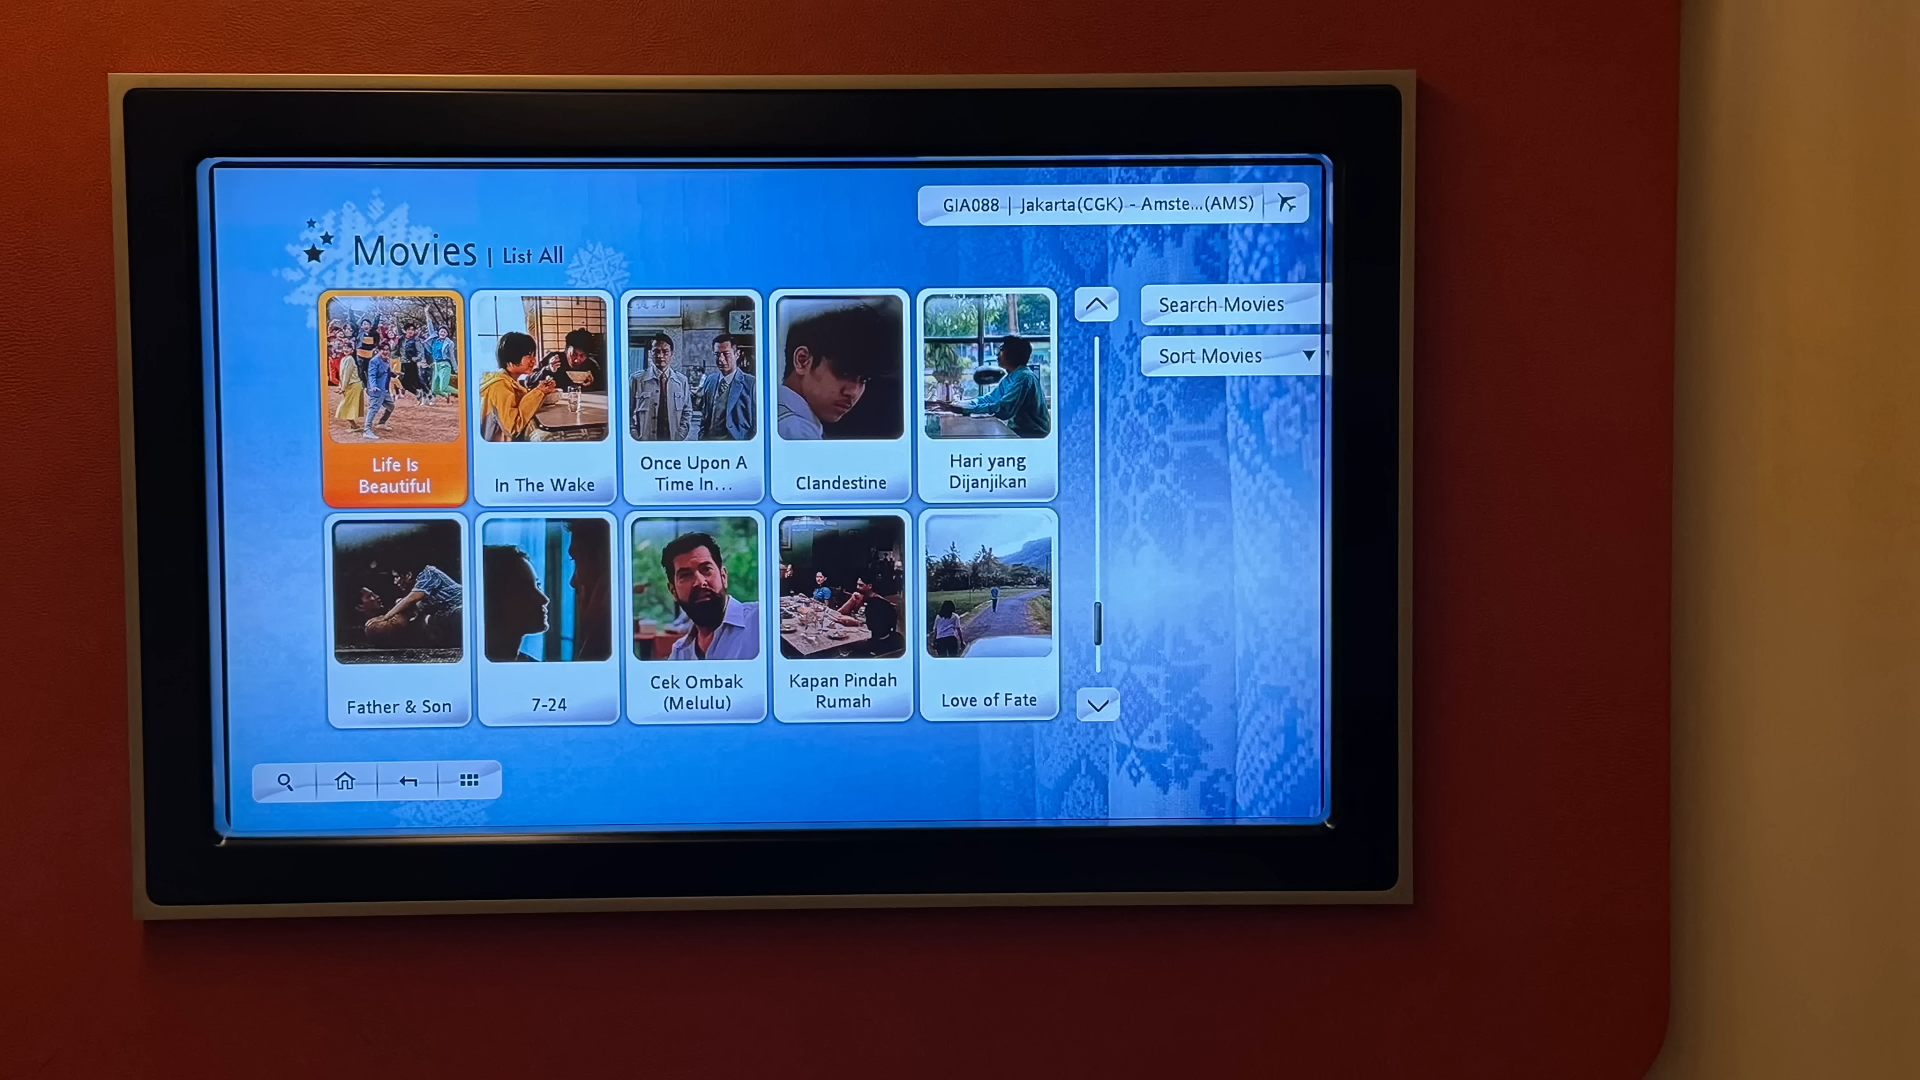 GIA088 | Jakarta(CGK) - Amste...(AMS)
Movies | List All
Search Movies
Sort Movies
Life Is
Beautiful
In The Wake
Once Upon A
Time In...
Clandestine
Hari yang
Dijanjikan
Father & Son
7-24
Cek Ombak
(Melulu)
Kapan Pindah
Rumah
Love of Fate